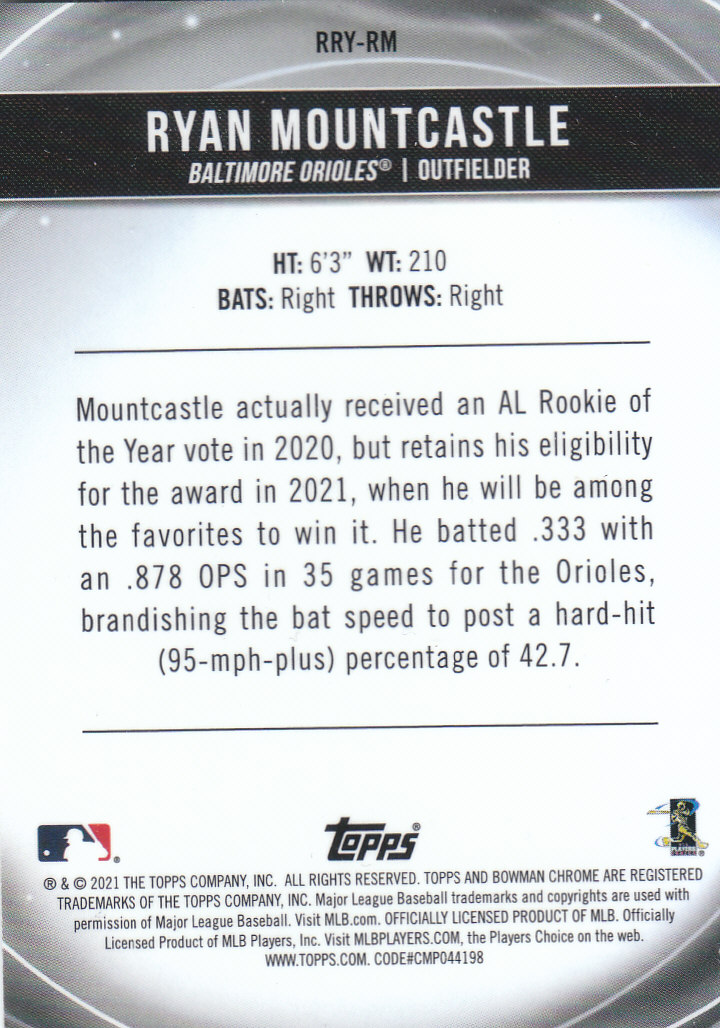 RRY-RM
RYAN MOUNTCASTLE
BALTIMORE ORIOLES® | OUTFIELDER
HT: 6'3" WT: 210
BATS: Right THROWS: Right
Mountcastle actually received an AL Rookie of
the Year vote in 2020, but retains his eligibility
for the award in 2021, when he will be among
the favorites to win it. He batted .333 with
an .878 OPS in 35 games for the Orioles,
brandishing the bat speed to post a hard-hit
(95-mph-plus) percentage of 42.7.
®
Topps®
PLAYERS
CHOICE ®
® & © 2021 THE TOPPS COMPANY, INC. ALL RIGHTS RESERVED. TOPPS AND BOWMAN CHROME ARE REGISTERED
TRADEMARKS OF THE TOPPS COMPANY, INC. Major League Baseball trademarks and copyrights are used with
permission of Major League Baseball. Visit MLB.com. OFFICIALLY LICENSED PRODUCT OF MLB. Officially
Licensed Product of MLB Players, Inc. Visit MLBPLAYERS.COM, the Players Choice on the web.
WWW.TOPPS.COM. CODE#CMP044198